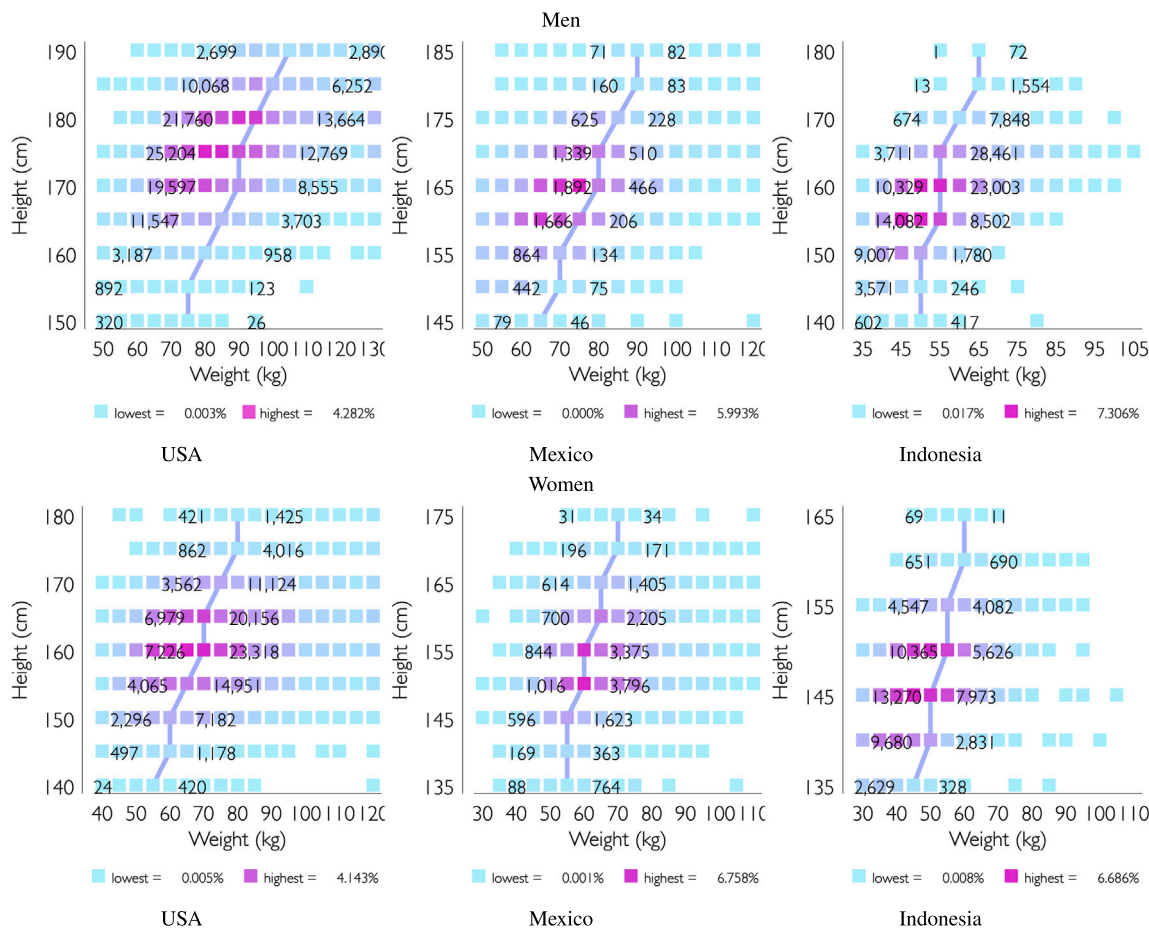 Men
190 2,699 2,890
10,068 6,252
180 21,760 13,664
25,204 12,769
170 19,597 8,555
11,547 3,703
160 3,187 958
892 123
150 320 26
Height (cm)
50 60 70 80 90 100 110 120 130
Weight (kg)
lowest = 0.003% highest = 4.282%
USA
185 71 82
160 83
175 625 228
1,339 510
165 1,892 466
1,666 206
155 864 134
442 75
145 79 46
Height (cm)
50 60 70 80 90 100 110
Weight (kg)
lowest = 0.000% highest = 5.993%
Mexico
180 1 72
13 1,554
170 674 7,848
3,711 28,461
160 10,329 23,003
14,082 8,502
150 9,007 1,780
3,571 246
140 602 417
Height (cm)
35 45 55 65 75 85 95 105
Weight (kg)
lowest = 0.017% highest = 7.306%
Indonesia
Women
180 421 1,425
862 4,016
170 3,562 11,124
6,979 20,156
160 7,226 23,318
4,065 14,951
150 2,296 7,182
497 1,178
140 24 420
Height (cm)
40 50 60 70 80 90 100 110 120
Weight (kg)
lowest = 0.005% highest = 4.143%
USA
175 31 34
196 171
165 614 1,405
700 2,205
155 844 3,375
1,016 3,796
145 596 1,623
169 363
135 88 764
Height (cm)
30 40 50 60 70 80 90 100 110
Weight (kg)
lowest = 0.001% highest = 6.758%
Mexico
165 69 11
651 690
155 4,547 4,082
10,365 5,626
145 13,270 7,973
9,680 2,831
135 2,629 328
Height (cm)
30 40 50 60 70 80 90 100 110
Weight (kg)
lowest = 0.008% highest = 6.686%
Indonesia